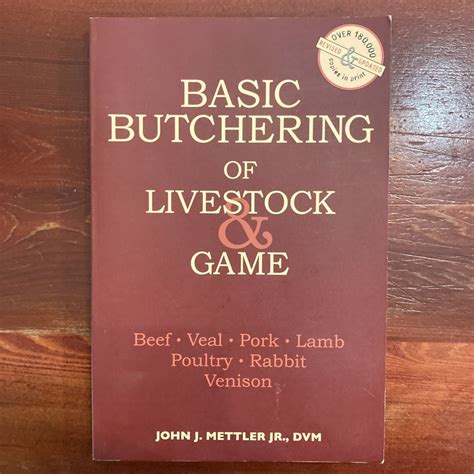 OVER 180,000
REVISED & UPDATED
copies in print
BASIC
BUTCHERING
OF
LIVESTOCK
&
GAME
Beef • Veal • Pork • Lamb
Poultry • Rabbit
Venison
JOHN J. METTLER JR., DVM